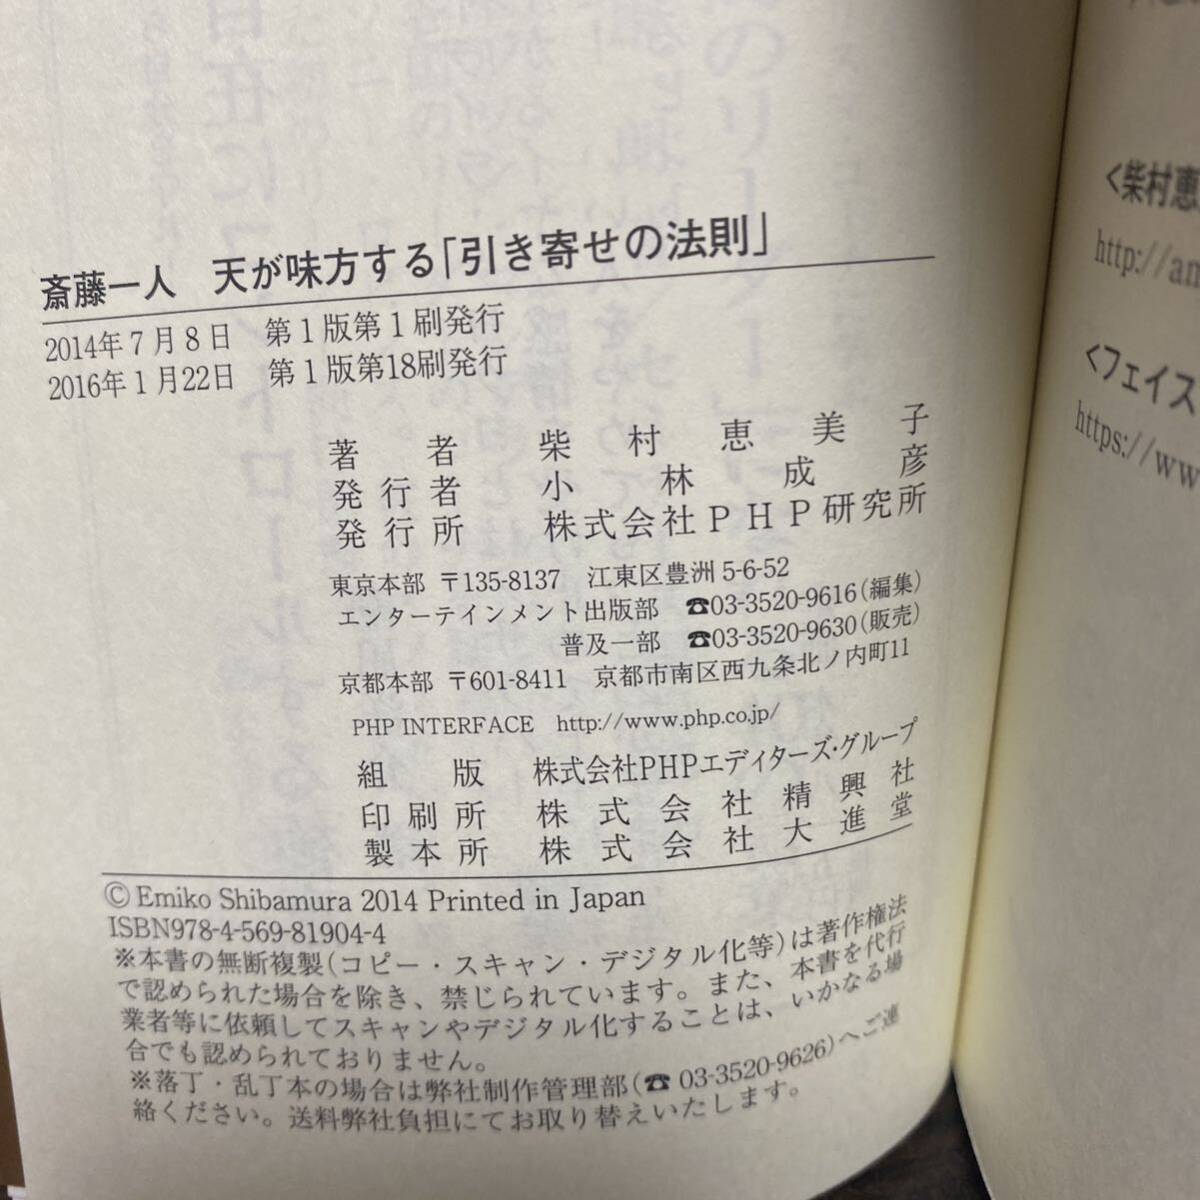 斎藤一人　天が味方する「引き寄せの法則」
2014年7月8日　第1版第1刷発行
2016年1月22日　第1版第18刷発行
著者　柴村恵美子
発行者　小林成彦
発行所　株式会社PHP研究所
東京本部　〒135-8137　江東区豊洲5-6-52
エンターテインメント出版部　☎03-3520-9616(編集)
普及一部　☎03-3520-9630(販売)
京都本部　〒601-8411　京都市南区西九条北ノ内町11
PHP INTERFACE　http://www.php.co.jp/
組版　株式会社PHPエディターズ・グループ
印刷所　株式会社精興社
製本所　株式会社大進堂
© Emiko Shibamura 2014 Printed in Japan
ISBN978-4-569-81904-4
※本書の無断複製(コピー・スキャン・デジタル化等)は著作権法
で認められた場合を除き、禁じられています。また、本書を代行
業者等に依頼してスキャンやデジタル化することは、いかなる場
合でも認められておりません。
※落丁・乱丁本の場合は弊社制作管理部(☎03-3520-9626)へご連
絡ください。送料弊社負担にてお取り替えいたします。
<柴村恵
http://am
<フェイス
https://ww